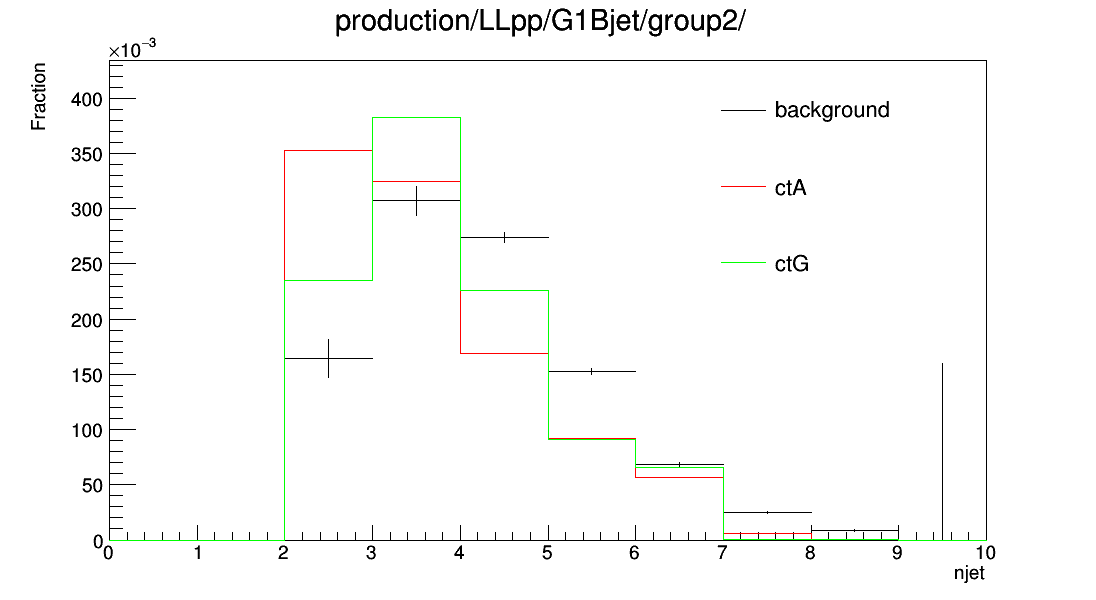 production/LLpp/G1Bjet/group2/
×10⁻³
Fraction
400
350
300
250
200
150
100
50
0
background
ctA
ctG
0 1 2 3 4 5 6 7 8 9 10
njet